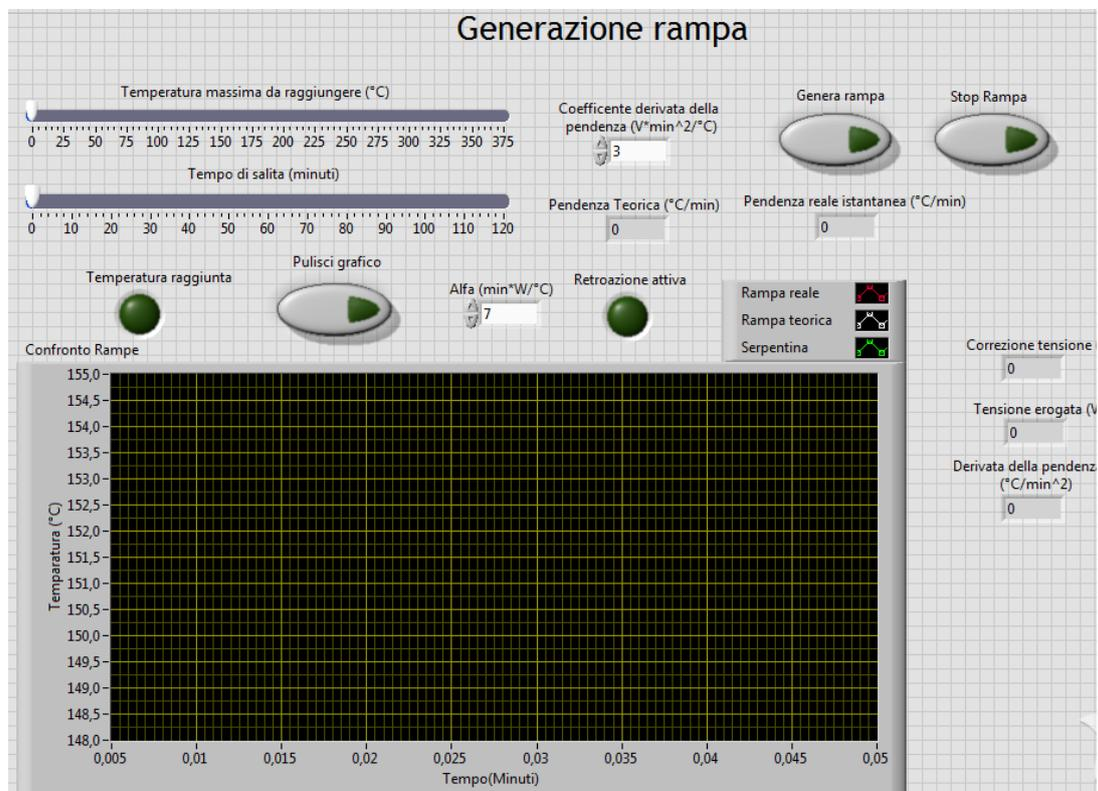 Generazione rampa
Temperatura massima da raggiungere (°C)
0 25 50 75 100 125 150 175 200 225 250 275 300 325 350 375
Coefficente derivata della
pendenza (V*min^2/°C)
3
Genera rampa
Stop Rampa
Tempo di salita (minuti)
0 10 20 30 40 50 60 70 80 90 100 110 120
Pendenza Teorica (°C/min)
0
Pendenza reale istantanea (°C/min)
0
Temperatura raggiunta
Pulisci grafico
Alfa (min*W/°C)
7
Retroazione attiva
Rampa reale
Rampa teorica
Serpentina
Confronto Rampe
Correzione tensione (
0
Tensione erogata (V
0
Derivata della pendenza
(°C/min^2)
0
155,0
154,5
154,0
153,5
153,0
152,5
152,0
151,5
151,0
150,5
150,0
149,5
149,0
148,5
148,0
Temparatura (°C)
0,005 0,01 0,015 0,02 0,025 0,03 0,035 0,04 0,045 0,05
Tempo(Minuti)